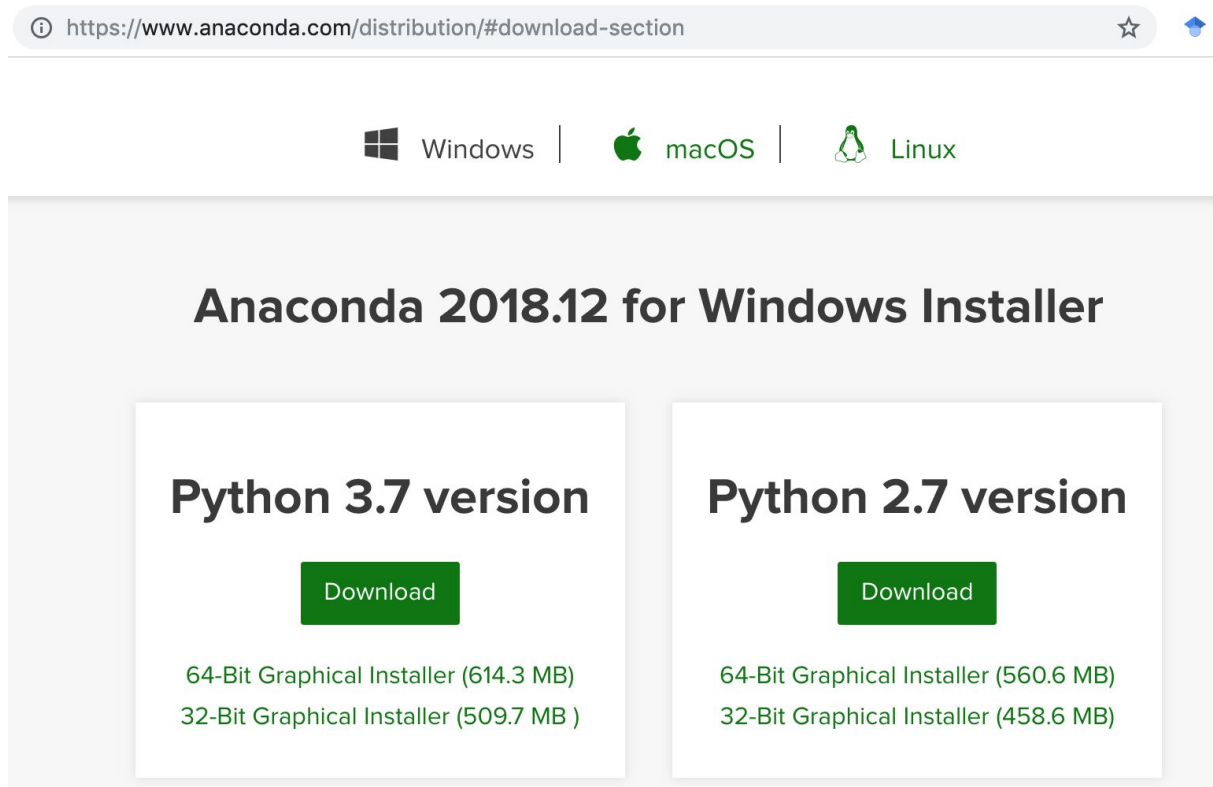 https://www.anaconda.com/distribution/#download-section
Windows | macOS | Linux
Anaconda 2018.12 for Windows Installer
Python 3.7 version
Download
64-Bit Graphical Installer (614.3 MB)
32-Bit Graphical Installer (509.7 MB )
Python 2.7 version
Download
64-Bit Graphical Installer (560.6 MB)
32-Bit Graphical Installer (458.6 MB)